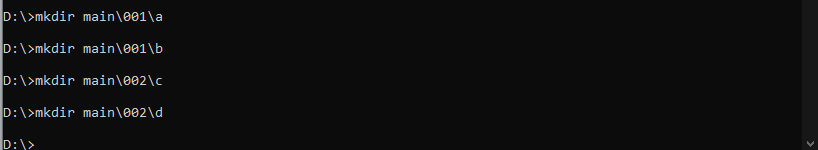 D:\>mkdir main\001\a
D:\>mkdir main\001\b
D:\>mkdir main\002\c
D:\>mkdir main\002\d
D:\>